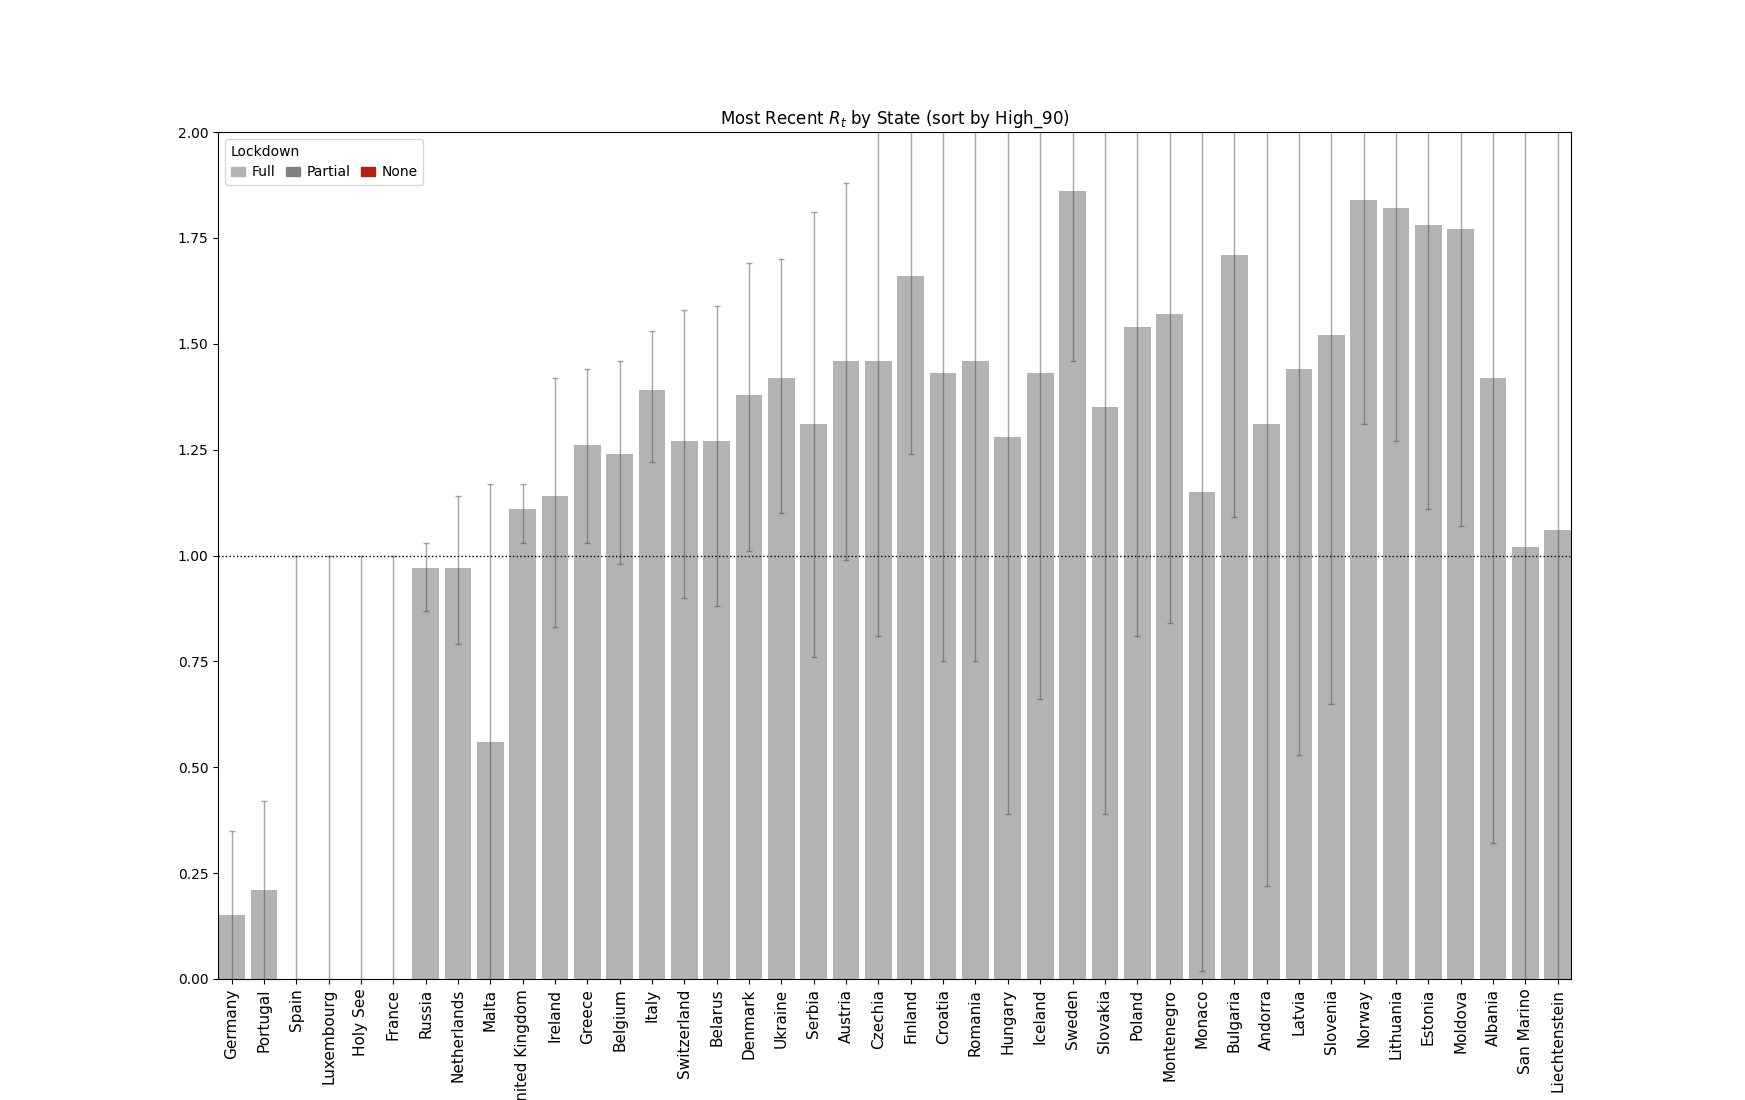 Most Recent R_t by State (sort by High_90)
Lockdown
Full Partial None
2.00
1.75
1.50
1.25
1.00
0.75
0.50
0.25
0.00
Germany
Portugal
Spain
Luxembourg
Holy See
France
Russia
Netherlands
Malta
nited Kingdom
Ireland
Greece
Belgium
Italy
Switzerland
Belarus
Denmark
Ukraine
Serbia
Austria
Czechia
Finland
Croatia
Romania
Hungary
Iceland
Sweden
Slovakia
Poland
Montenegro
Monaco
Bulgaria
Andorra
Latvia
Slovenia
Norway
Lithuania
Estonia
Moldova
Albania
San Marino
Liechtenstein